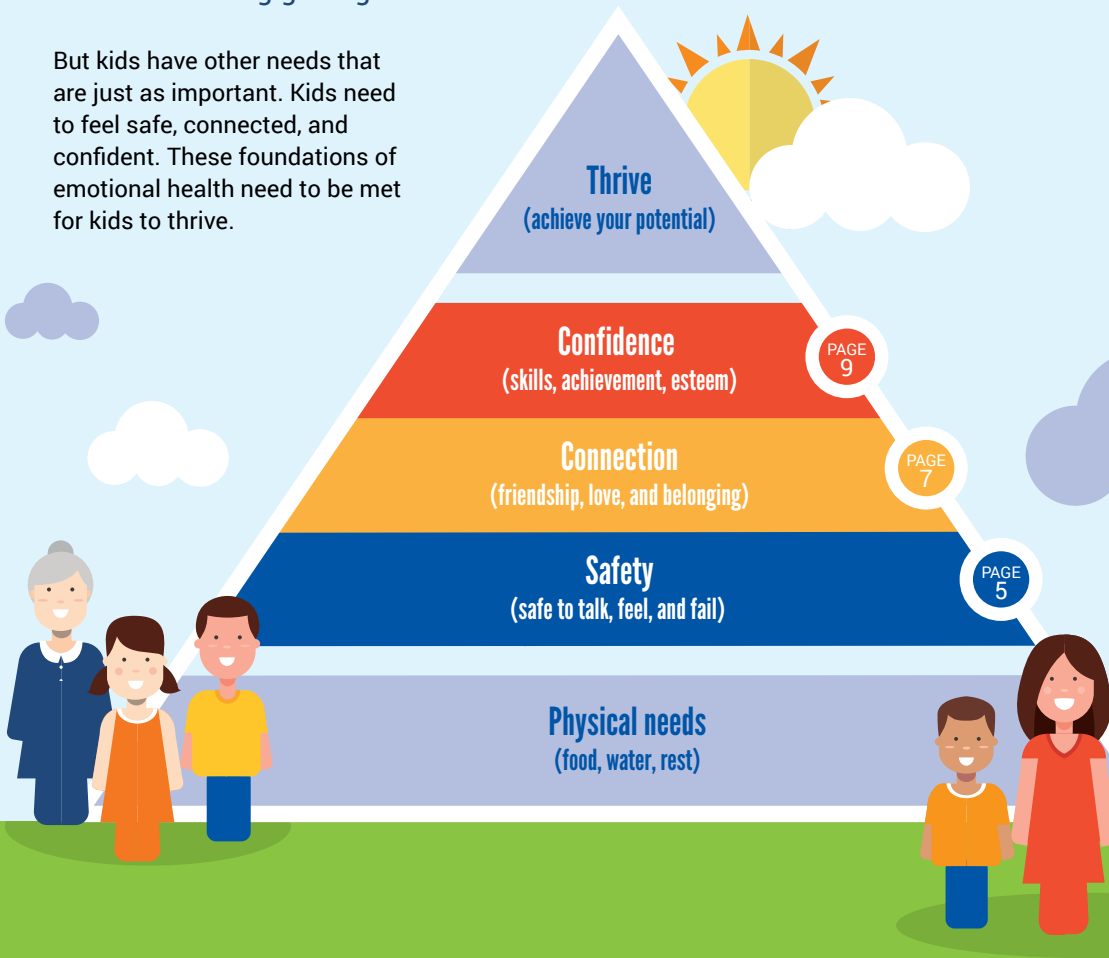 But kids have other needs that
are just as important. Kids need
to feel safe, connected, and
confident. These foundations of
emotional health need to be met
for kids to thrive.
Thrive
(achieve your potential)
Confidence
(skills, achievement, esteem)
PAGE
9
Connection
(friendship, love, and belonging)
PAGE
7
Safety
(safe to talk, feel, and fail)
PAGE
5
Physical needs
(food, water, rest)